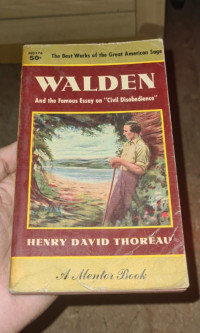 50¢
The Best Works of the Great American Sage
WALDEN
And the Famous Essay on "Civil Disobedience"
HENRY DAVID THOREAU
A Mentor Book